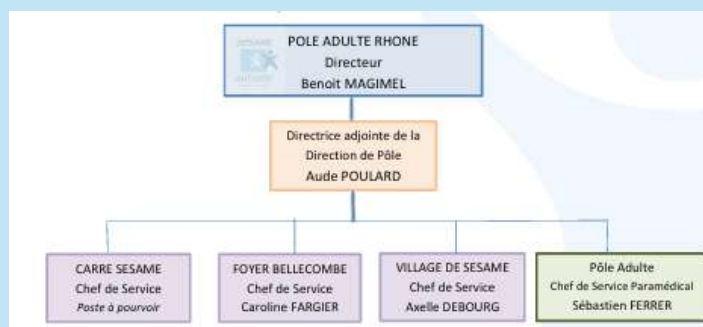 POLE ADULTE RHONE
Directeur
Benoit MAGIMEL
Directrice adjointe de la
Direction de Pôle
Aude POULARD
CARRE SESAME
Chef de Service
Poste à pourvoir
FOYER BELLECOMBE
Chef de Service
Caroline FARGIER
VILLAGE DE SESAME
Chef de Service
Axelle DEBOURG
Pôle Adulte
Chef de Service Paramédical
Sébastien FERRER